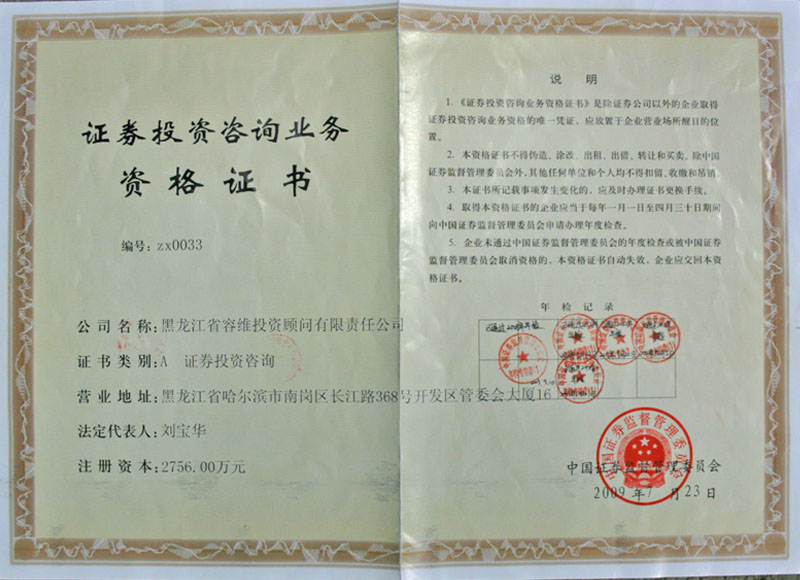 证券投资咨询业务
资格证书
编号:zx0033
公司名称:黑龙江省容维投资顾问有限责任公司
证书类别:A 证券投资咨询
营业地址:黑龙江省哈尔滨市南岗区长江路368号开发区管委会大厦16
法定代表人:刘宝华
注册资本:2756.00万元
说 明
1. 《证券投资咨询业务资格证书》是除证券公司以外的企业取得
证券投资咨询业务资格的唯一凭证,应放置于企业营业场所醒目的位
置。
2. 本资格证书不得伪造、涂改、出租、出借、转让和买卖。除中国
证券监督管理委员会外,其他任何单位和个人均不得扣留、收缴和吊销。
3. 本证书所记载事项发生变化的,应及时办理证书更换手续。
4. 取得本资格证书的企业应当于每年一月一日至四月三十日期间
向中国证券监督管理委员会申请办理年度检查。
5. 企业未通过中国证券监督管理委员会的年度检查或被中国证券
监督管理委员会取消资格的,本资格证书自动失效,企业应交回本资
格证书。
年检记录
中国证券监督管理委员会
中国证券监督管理委员会
2009年7月23日